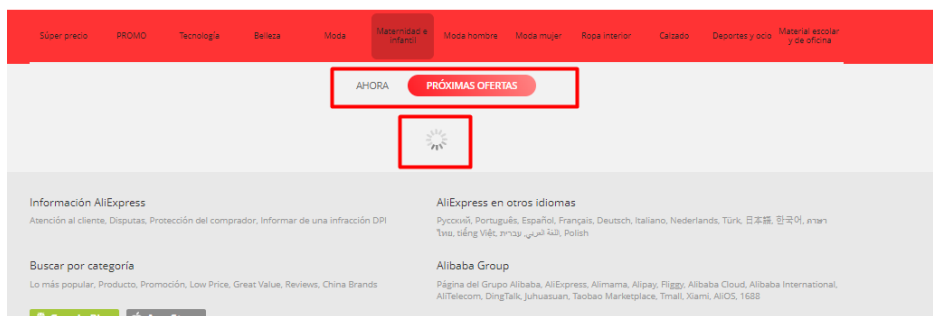 Súper precio PROMO Tecnología Belleza Moda Maternidad e infantil Moda hombre Moda mujer Ropa interior Calzado Deportes y ocio Material escolar y de oficina
AHORA PRÓXIMAS OFERTAS
Información AliExpress
Atención al cliente, Disputas, Protección del comprador, Informar de una infracción DPI
AliExpress en otros idiomas
Русский, Português, Español, Français, Deutsch, Italiano, Nederlands, Türk, 日本語, 한국어, ภาษา
ไทย, tiếng Việt, עברית, اللغة العربي, Polish
Buscar por categoría
Lo más popular, Producto, Promoción, Low Price, Great Value, Reviews, China Brands
Alibaba Group
Página del Grupo Alibaba, AliExpress, Alimama, Alipay, Fliggy, Alibaba Cloud, Alibaba International,
AliTelecom, DingTalk, Juhuasuan, Taobao Marketplace, Tmall, Xiami, AliOS, 1688